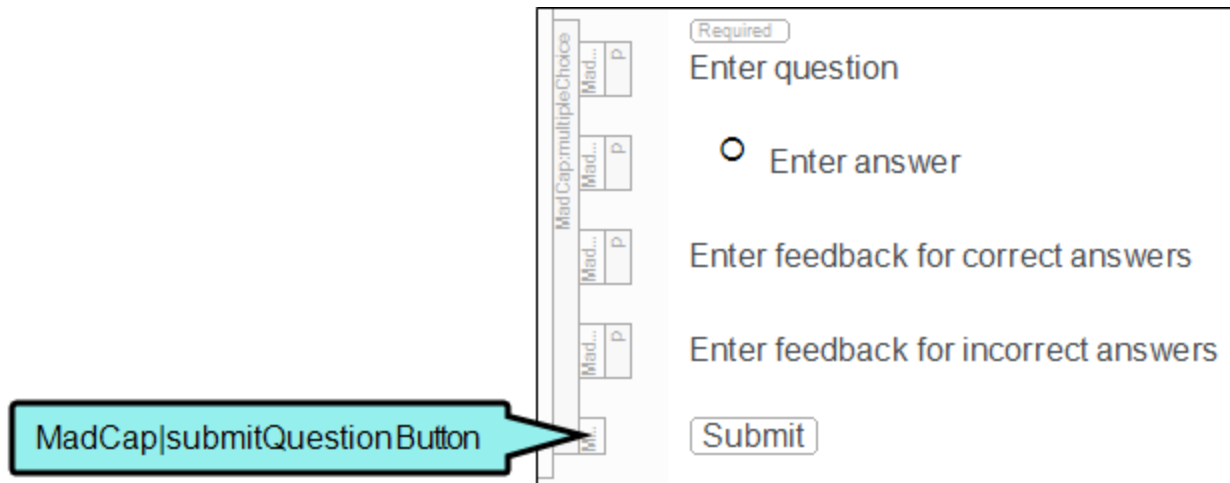 Required
MadCap:multipleChoice
Mad...
P
Enter question
Mad...
P
Enter answer
Mad...
P
Enter feedback for correct answers
Mad...
P
Enter feedback for incorrect answers
MadCap|submitQuestionButton
M...
Submit